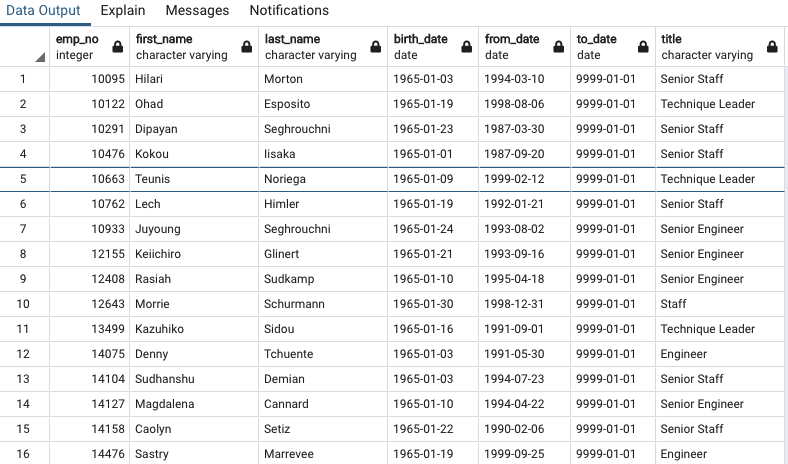 Data Output Explain Messages Notifications
emp_no first_name last_name birth_date from_date to_date title
integer character varying character varying date date date character varying
1 10095 Hilari Morton 1965-01-03 1994-03-10 9999-01-01 Senior Staff
2 10122 Ohad Esposito 1965-01-19 1998-08-06 9999-01-01 Technique Leader
3 10291 Dipayan Seghrouchni 1965-01-23 1987-03-30 9999-01-01 Senior Staff
4 10476 Kokou Iisaka 1965-01-01 1987-09-20 9999-01-01 Senior Staff
5 10663 Teunis Noriega 1965-01-09 1999-02-12 9999-01-01 Technique Leader
6 10762 Lech Himler 1965-01-19 1992-01-21 9999-01-01 Senior Staff
7 10933 Juyoung Seghrouchni 1965-01-24 1993-08-02 9999-01-01 Senior Engineer
8 12155 Keiichiro Glinert 1965-01-21 1993-09-16 9999-01-01 Senior Engineer
9 12408 Rasiah Sudkamp 1965-01-10 1995-04-18 9999-01-01 Senior Engineer
10 12643 Morrie Schurmann 1965-01-30 1998-12-31 9999-01-01 Staff
11 13499 Kazuhiko Sidou 1965-01-16 1991-09-01 9999-01-01 Technique Leader
12 14075 Denny Tchuente 1965-01-03 1991-05-30 9999-01-01 Engineer
13 14104 Sudhanshu Demian 1965-01-03 1994-07-23 9999-01-01 Senior Staff
14 14127 Magdalena Cannard 1965-01-10 1994-04-22 9999-01-01 Senior Engineer
15 14158 Caolyn Setiz 1965-01-22 1990-02-06 9999-01-01 Senior Staff
16 14476 Sastry Marrevee 1965-01-19 1999-09-25 9999-01-01 Engineer